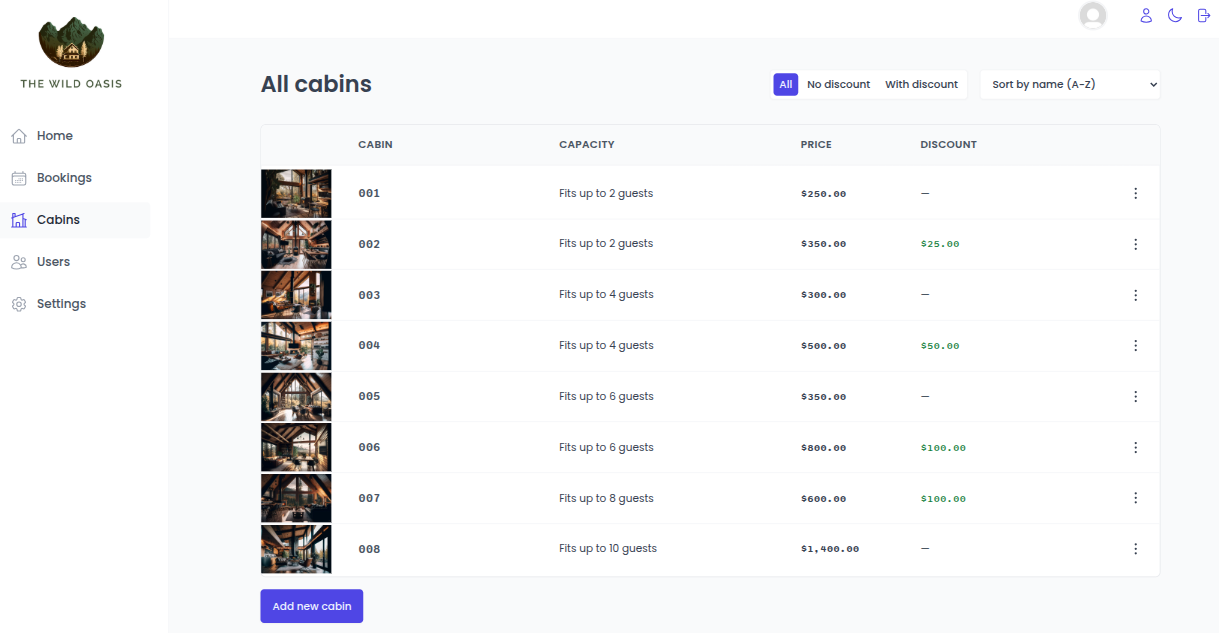 THE WILD OASIS
Home
Bookings
Cabins
Users
Settings
All cabins
All No discount With discount Sort by name (A-Z)
CABIN CAPACITY PRICE DISCOUNT
001 Fits up to 2 guests $250.00 —
002 Fits up to 2 guests $350.00 $25.00
003 Fits up to 4 guests $300.00 —
004 Fits up to 4 guests $500.00 $50.00
005 Fits up to 6 guests $350.00 —
006 Fits up to 6 guests $800.00 $100.00
007 Fits up to 8 guests $600.00 $100.00
008 Fits up to 10 guests $1,400.00 —
Add new cabin